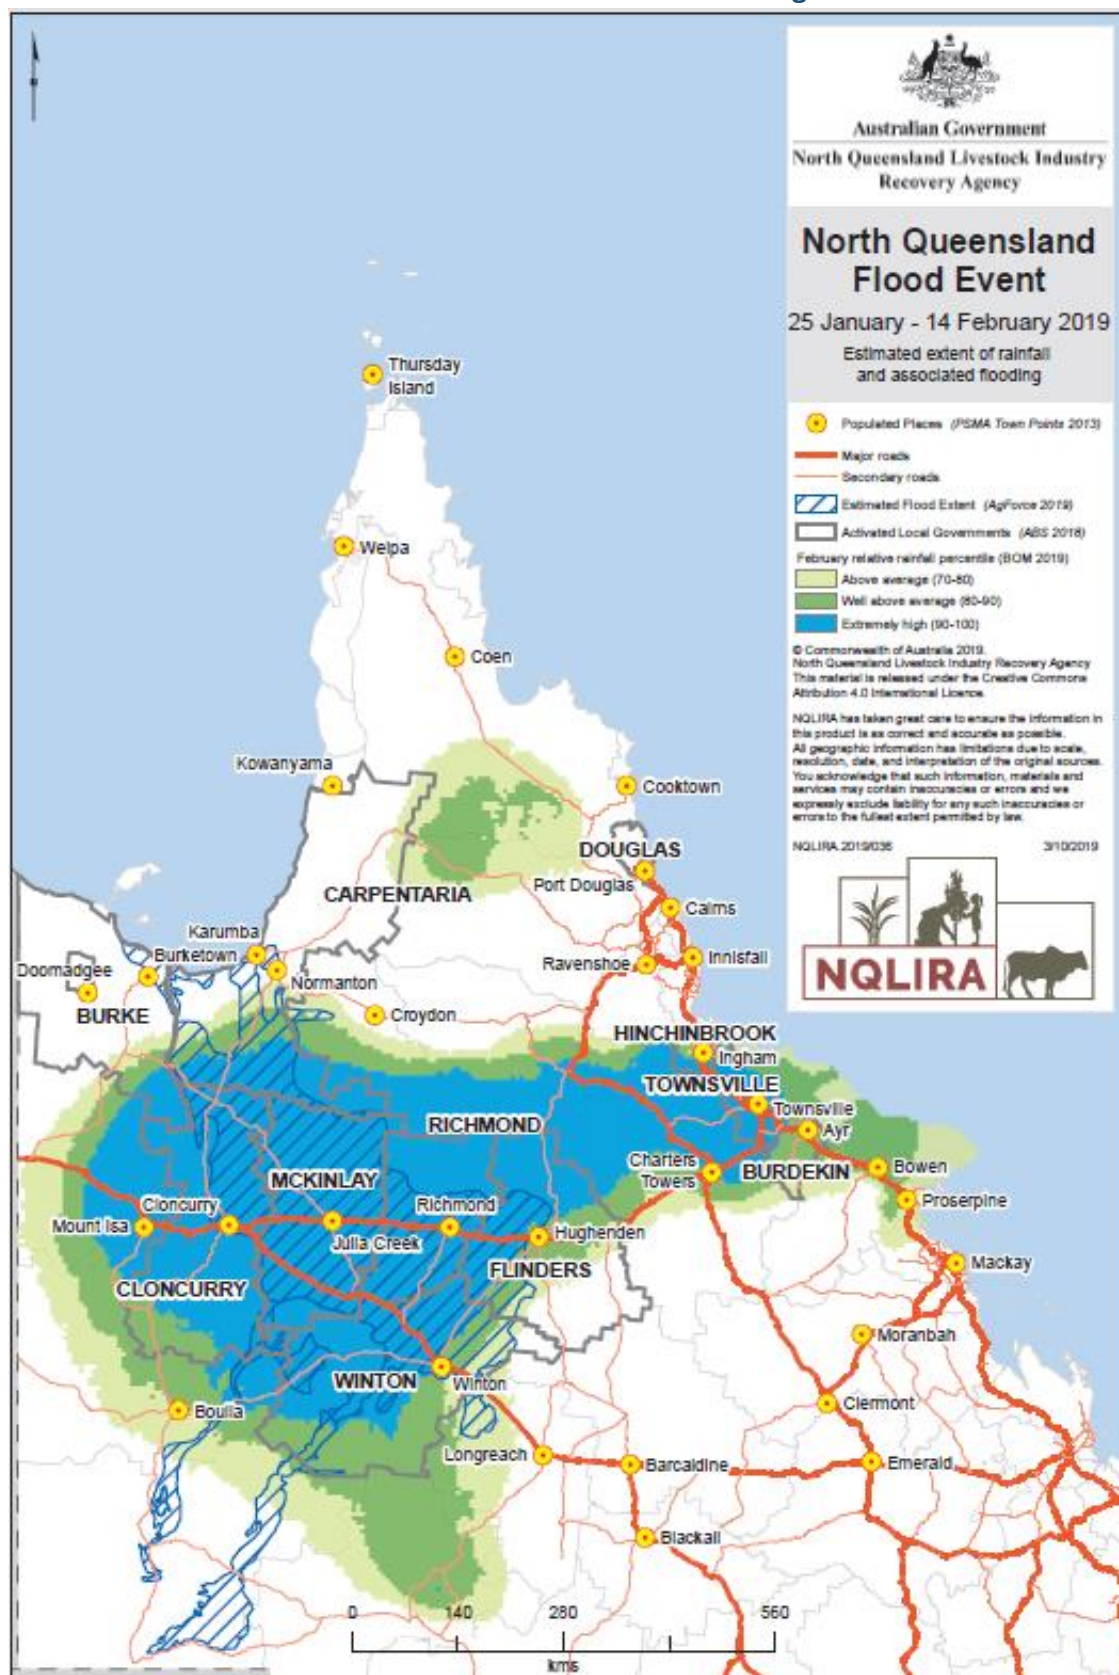 Australian Government
North Queensland Livestock Industry
Recovery Agency
North Queensland
Flood Event
25 January - 14 February 2019
Estimated extent of rainfall
and associated flooding
Populated Places (PSMA Town Points 2013)
Major roads
Secondary roads
Estimated Flood Extent (AgForce 2019)
Activated Local Governments (ABS 2018)
February relative rainfall percentile (BOM 2019)
Above average (70-80)
Well above average (80-90)
Extremely high (90-100)
© Commonwealth of Australia 2019.
North Queensland Livestock Industry Recovery Agency
This material is released under the Creative Commons
Attribution 4.0 International Licence.
NQLIRA has taken great care to ensure the information in
this product is as correct and accurate as possible.
All geographic information has limitations due to scale,
resolution, date, and interpretation of the original sources.
You acknowledge that such information, materials and
services may contain inaccuracies or errors and we
expressly exclude liability for any such inaccuracies or
errors to the fullest extent permitted by law.
NQLIRA 2019/036 3/10/2019
NQLIRA
Thursday
Island
Weipa
Coen
Kowanyama
Cooktown
DOUGLAS
Port Douglas
CARPENTARIA
Cairns
Karumba
Burketown
Doomadgee
Normanton
Ravenshoe
Innisfail
BURKE
Croydon
HINCHINBROOK
Ingham
TOWNSVILLE
Townsville
RICHMOND
Ayr
Charters
Towers
BURDEKIN
Bowen
MCKINLAY
Proserpine
Cloncurry
Richmond
Mount Isa
Julia Creek
Hughenden
FLINDERS
Mackay
CLONCURRY
Moranbah
WINTON
Winton
Boulia
Clermont
Longreach
Barcaldine
Emerald
Blackall
0 140 280 560
kms